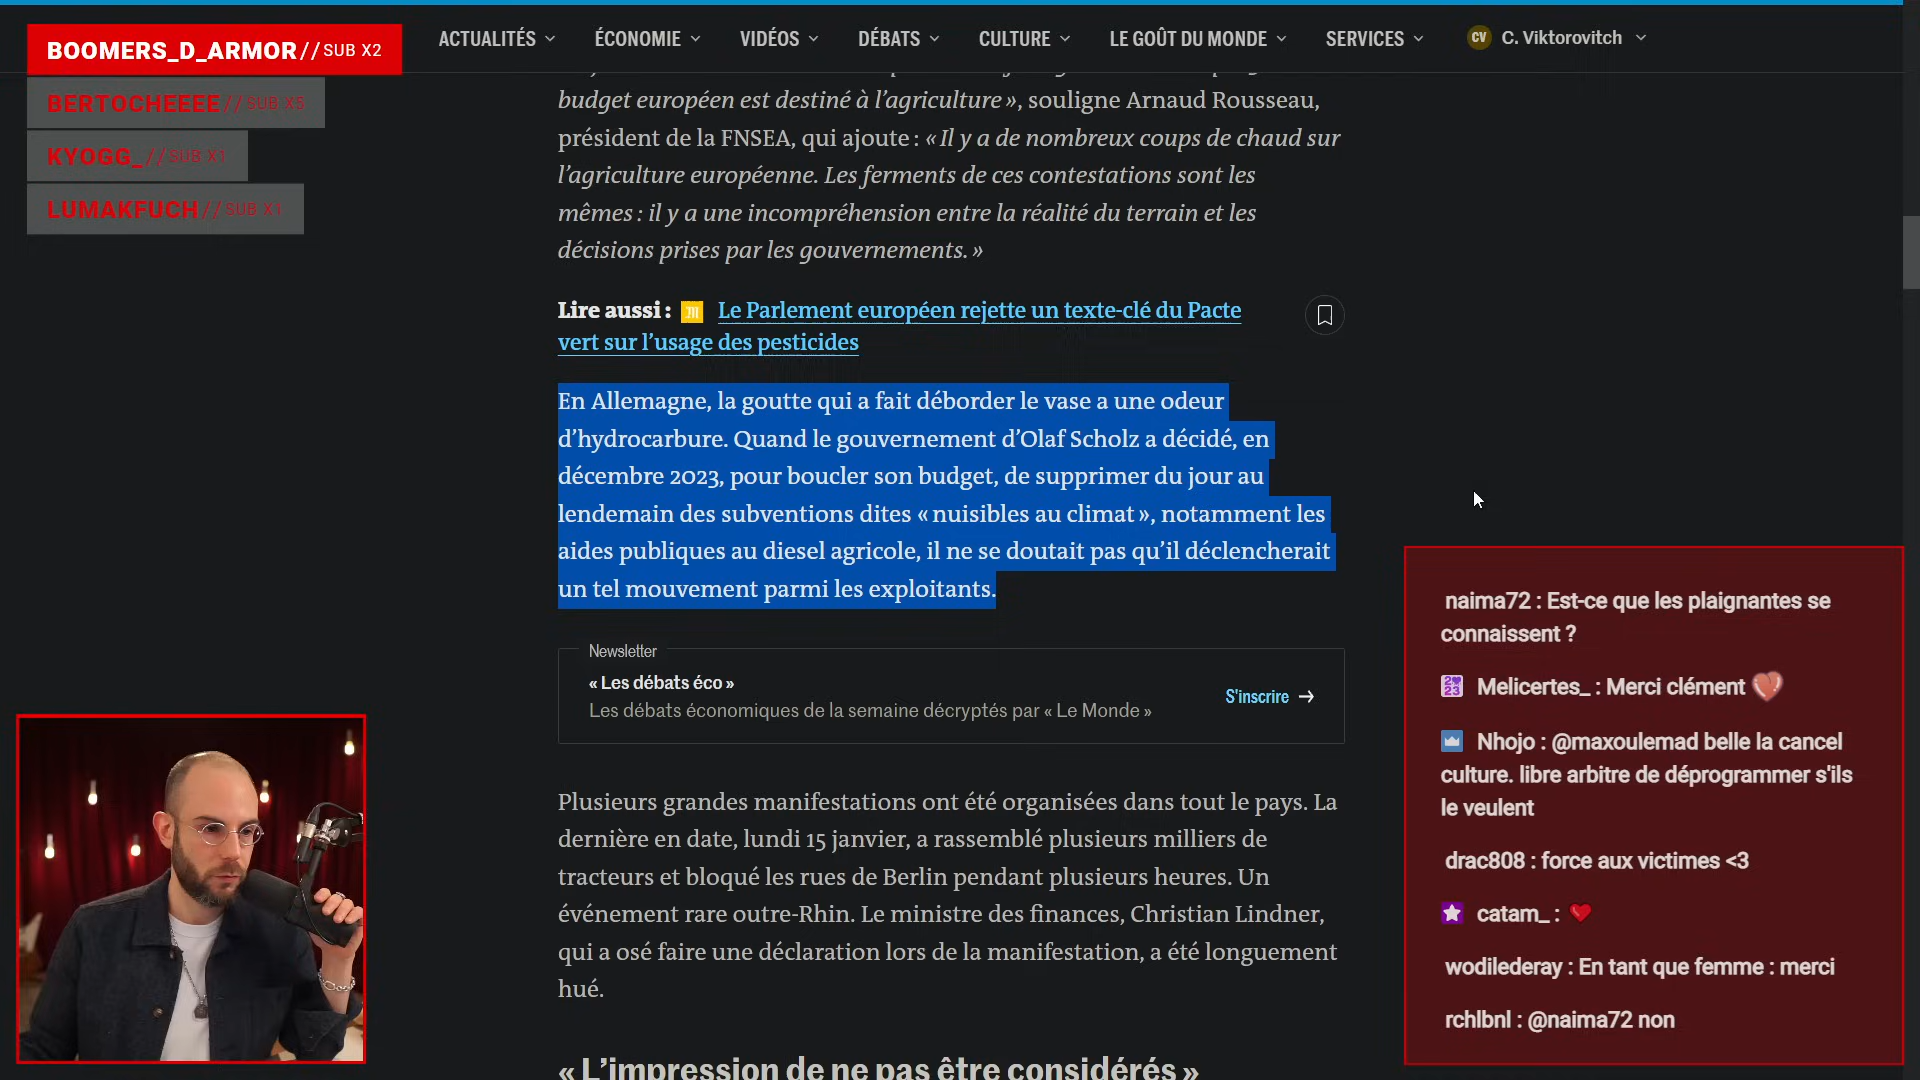 BOOMERS_D_ARMOR // SUB X2
BERTOCHEEEE // SUB X5
KYOGG_ // SUB X1
LUMAKFUCH // SUB X1
ACTUALITÉS ÉCONOMIE VIDÉOS DÉBATS CULTURE LE GOÛT DU MONDE SERVICES CV C. Viktorovitch
budget européen est destiné à l’agriculture », souligne Arnaud Rousseau,
président de la FNSEA, qui ajoute : « Il y a de nombreux coups de chaud sur
l’agriculture européenne. Les ferments de ces contestations sont les
mêmes : il y a une incompréhension entre la réalité du terrain et les
décisions prises par les gouvernements. »
Lire aussi : Le Parlement européen rejette un texte-clé du Pacte
vert sur l’usage des pesticides
En Allemagne, la goutte qui a fait déborder le vase a une odeur
d’hydrocarbure. Quand le gouvernement d’Olaf Scholz a décidé, en
décembre 2023, pour boucler son budget, de supprimer du jour au
lendemain des subventions dites « nuisibles au climat », notamment les
aides publiques au diesel agricole, il ne se doutait pas qu’il déclencherait
un tel mouvement parmi les exploitants.
Newsletter
« Les débats éco »
Les débats économiques de la semaine décryptés par « Le Monde »
S'inscrire →
Plusieurs grandes manifestations ont été organisées dans tout le pays. La
dernière en date, lundi 15 janvier, a rassemblé plusieurs milliers de
tracteurs et bloqué les rues de Berlin pendant plusieurs heures. Un
événement rare outre-Rhin. Le ministre des finances, Christian Lindner,
qui a osé faire une déclaration lors de la manifestation, a été longuement
hué.
« L’impression de ne pas être considérés »
naima72 : Est-ce que les plaignantes se
connaissent ?
Melicertes_ : Merci clément
Nhojo : @maxoulemad belle la cancel
culture. libre arbitre de déprogrammer s'ils
le veulent
drac808 : force aux victimes <3
catam_ : ❤
wodilederay : En tant que femme : merci
rchlbnl : @naima72 non